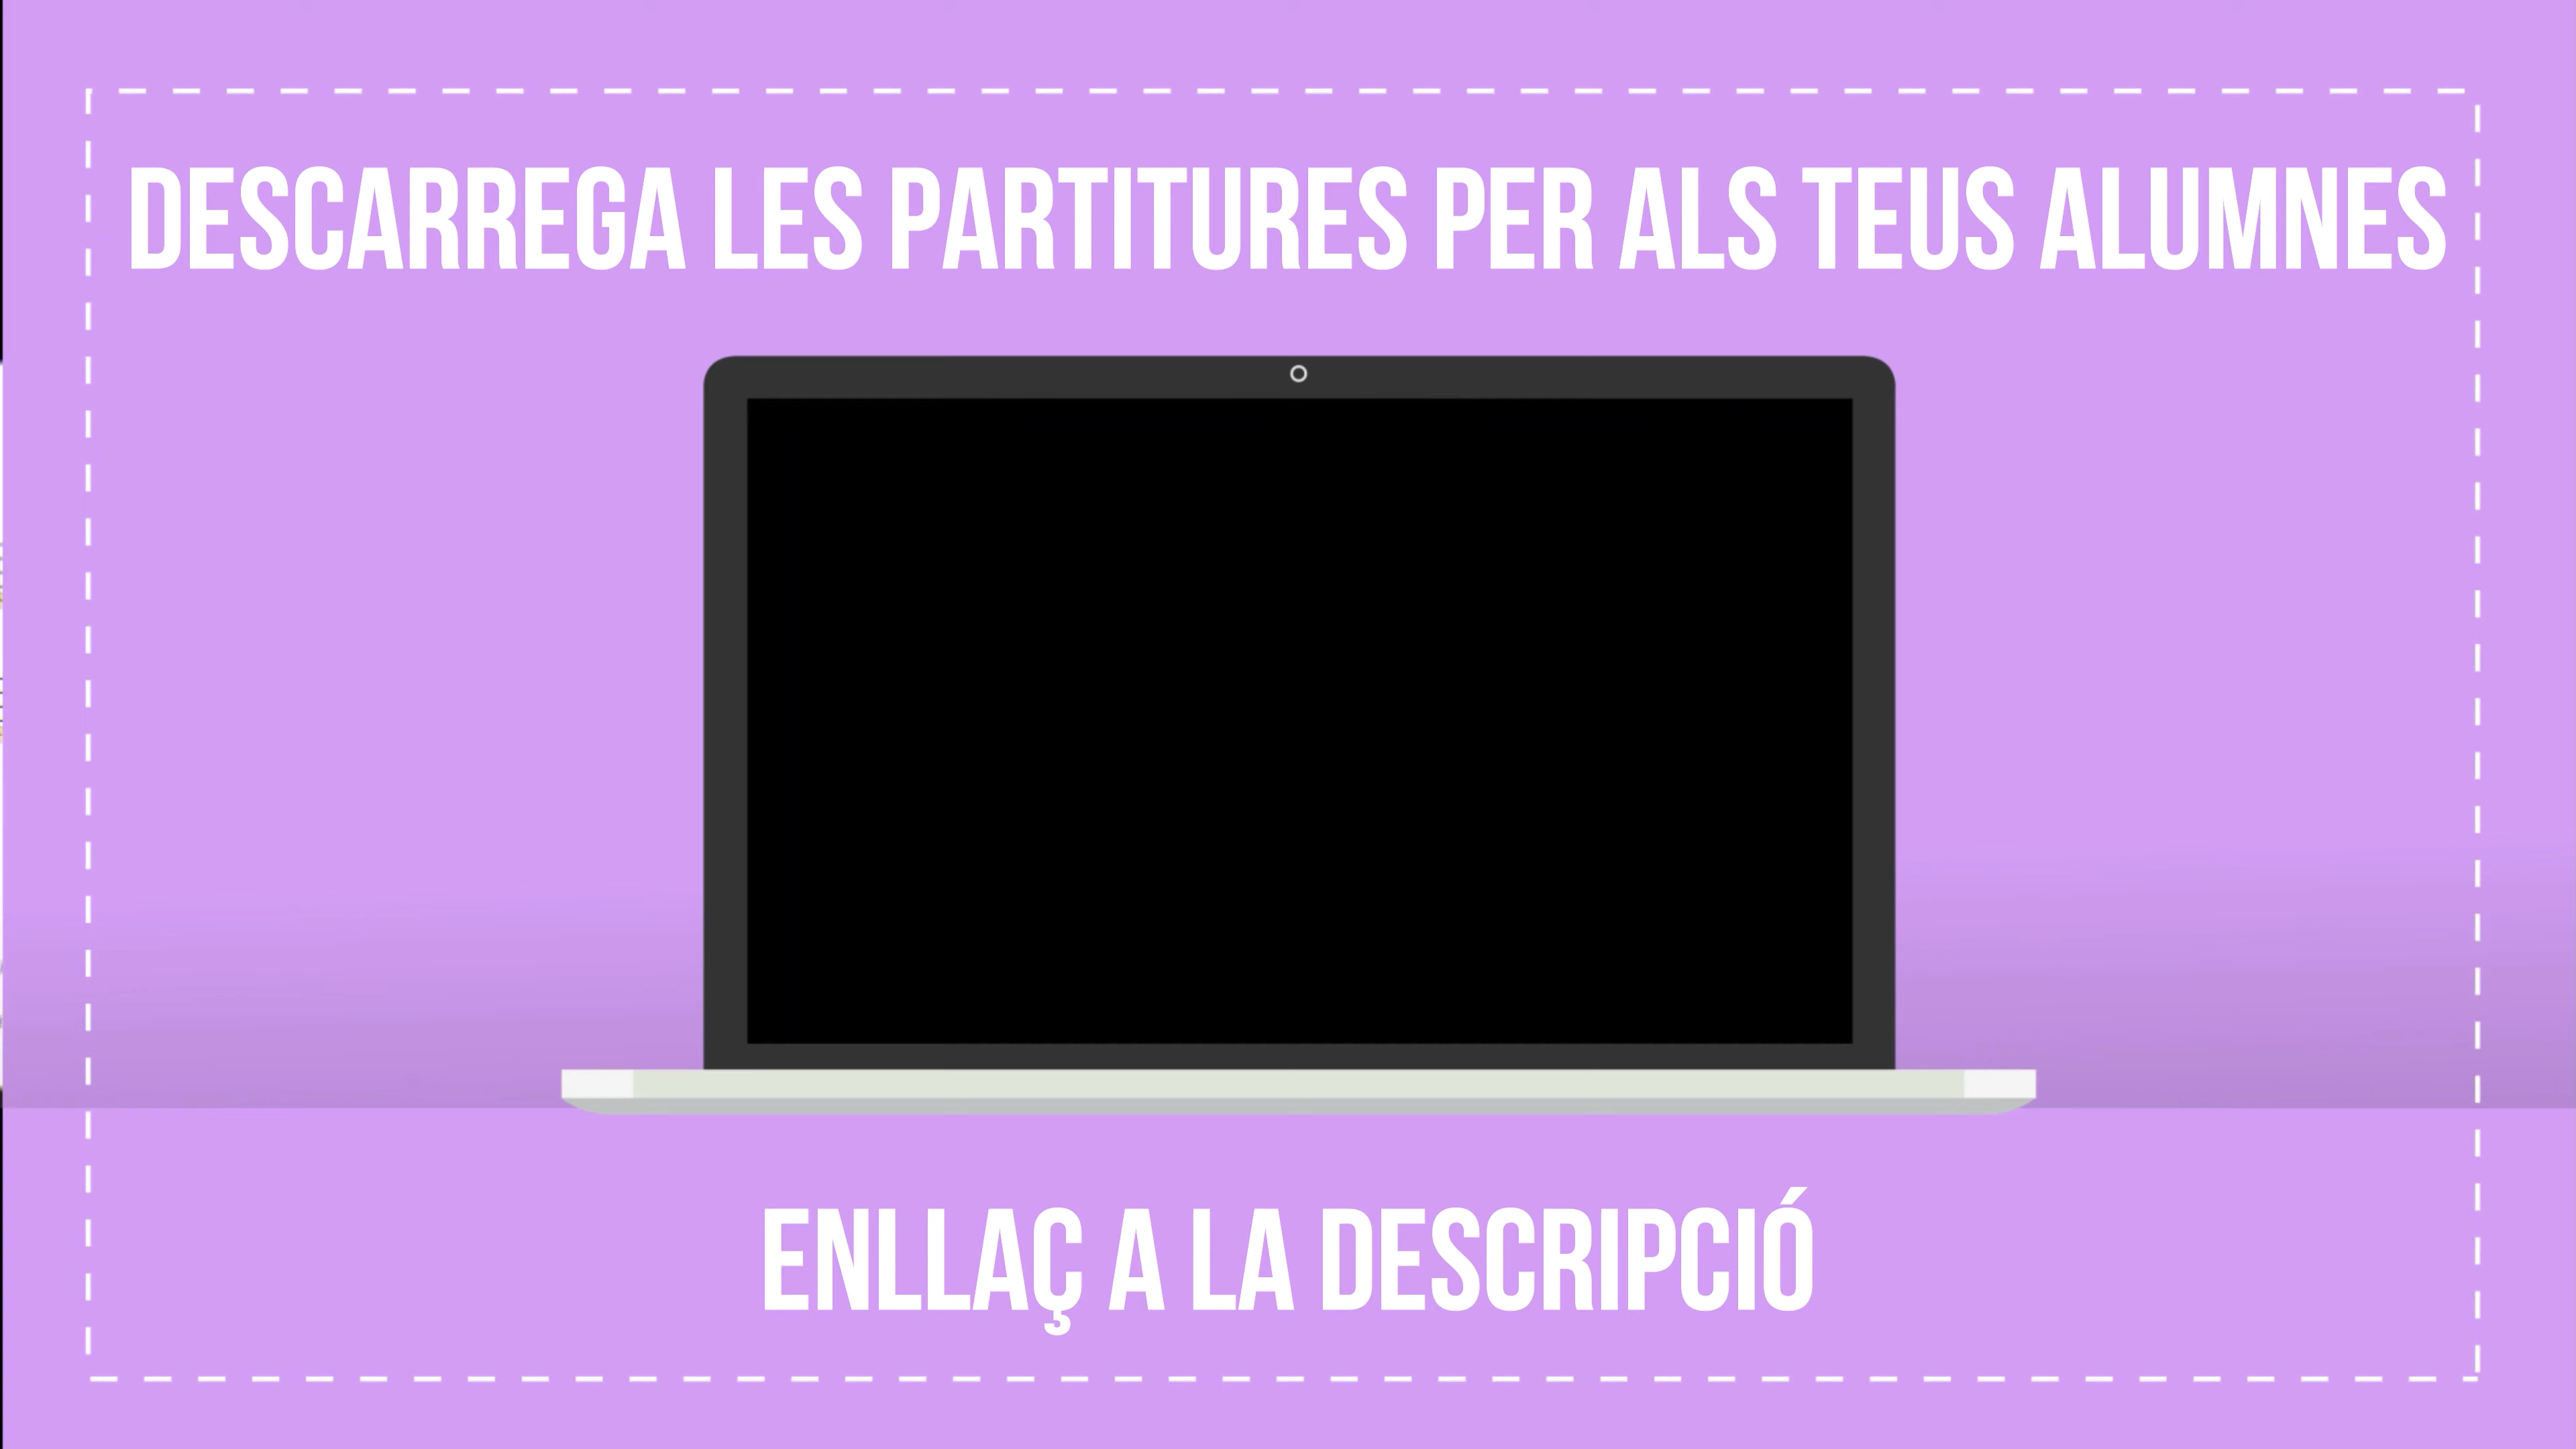 DESCARREGA LES PARTITURES PER ALS TEUS ALUMNES
ENLLAÇ A LA DESCRIPCIÓ